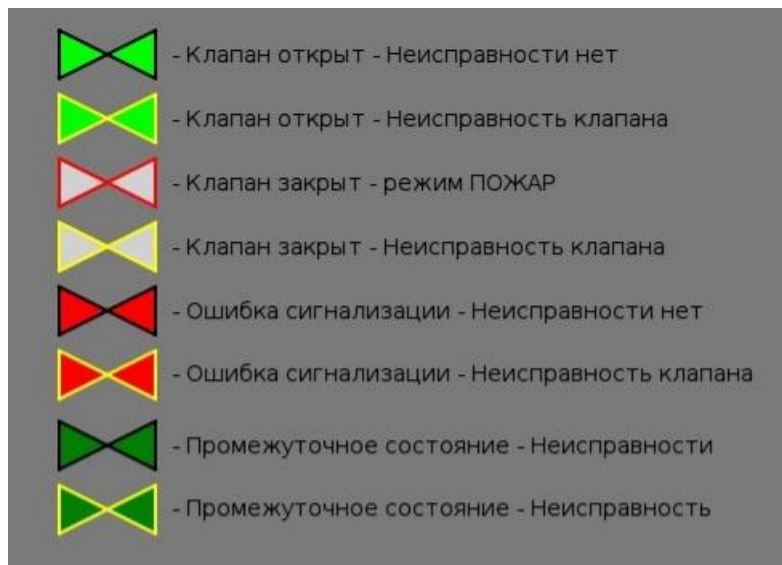 - Клапан открыт - Неисправности нет
- Клапан открыт - Неисправность клапана
- Клапан закрыт - режим ПОЖАР
- Клапан закрыт - Неисправность клапана
- Ошибка сигнализации - Неисправности нет
- Ошибка сигнализации - Неисправность клапана
- Промежуточное состояние - Неисправности
- Промежуточное состояние - Неисправность